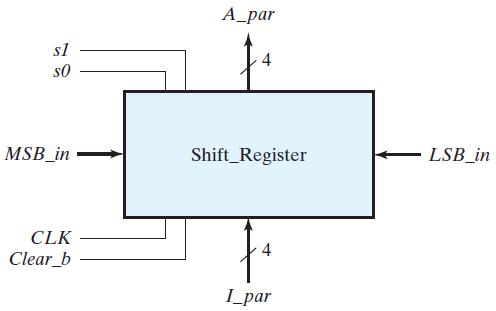 A_par
s1
4
s0
MSB_in
Shift_Register
LSB_in
CLK
4
Clear_b
I_par